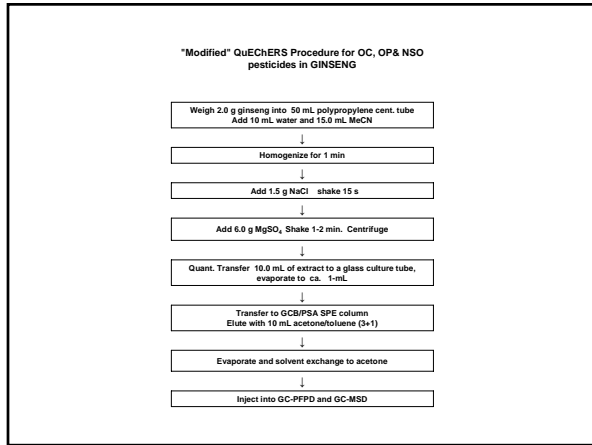 "Modified" QuEChERS Procedure for OC, OP& NSO
pesticides in GINSENG
Weigh 2.0 g ginseng into 50 mL polypropylene cent. tube
Add 10 mL water and 15.0 mL MeCN
↓
Homogenize for 1 min
↓
Add 1.5 g NaCl shake 15 s
↓
Add 6.0 g MgSO₄ Shake 1-2 min. Centrifuge
↓
Quant. Transfer 10.0 mL of extract to a glass culture tube,
evaporate to ca. 1-mL
↓
Transfer to GCB/PSA SPE column
Elute with 10 mL acetone/toluene (3+1)
↓
Evaporate and solvent exchange to acetone
↓
Inject into GC-PFPD and GC-MSD